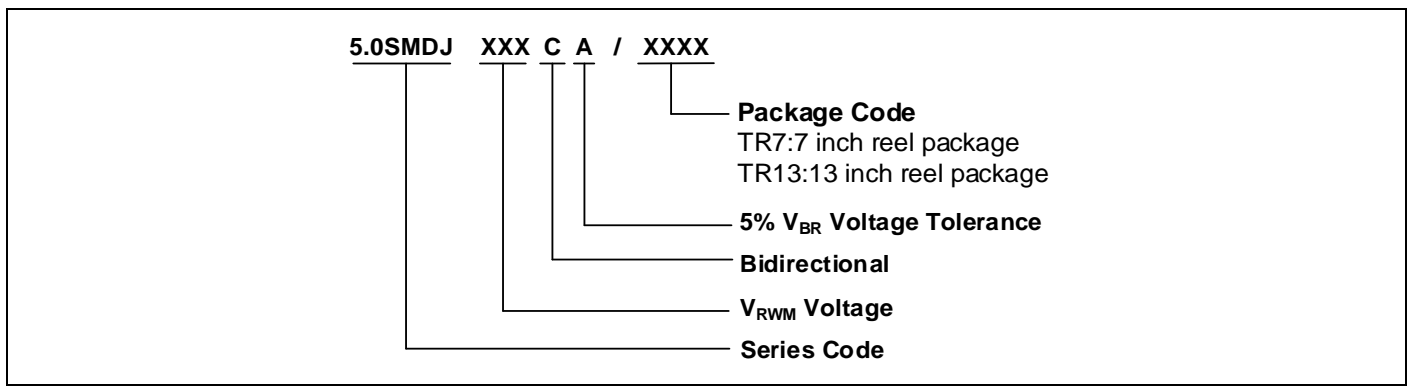 5.0SMDJ XXX C A / XXXX
Package Code
TR7:7 inch reel package
TR13:13 inch reel package
5% VBR Voltage Tolerance
Bidirectional
VRWM Voltage
Series Code